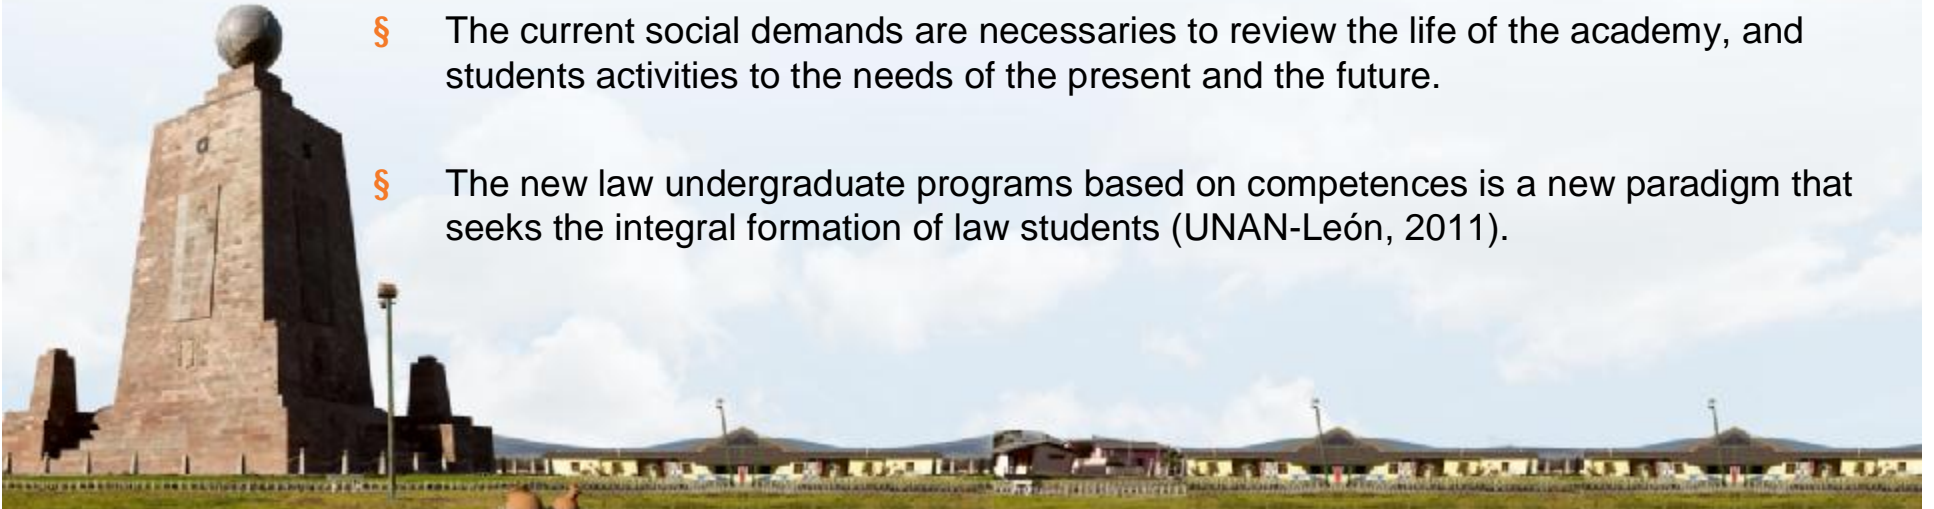 § The current social demands are necessaries to review the life of the academy, and
students activities to the needs of the present and the future.
§ The new law undergraduate programs based on competences is a new paradigm that
seeks the integral formation of law students (UNAN-León, 2011).